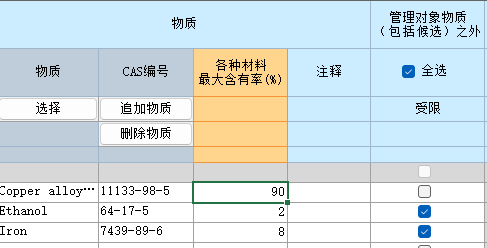 物质
管理对象物质
(包括候选)之外
物质
CAS编号
各种材料
最大含有率(%)
注释
全选
选择
追加物质
受限
删除物质
Copper alloy… 11133-98-5 90
Ethanol 64-17-5 2
Iron 7439-89-6 8